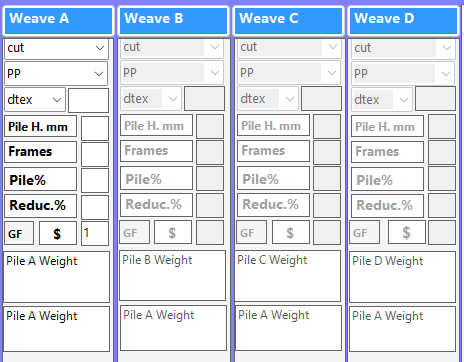 Weave A Weave B Weave C Weave D
cut cut cut cut
PP PP PP PP
dtex dtex dtex dtex
Pile H. mm Pile H. mm Pile H. mm Pile H. mm
Frames Frames Frames Frames
Pile% Pile% Pile% Pile%
Reduc.% Reduc.% Reduc.% Reduc.%
GF $ 1 GF $ GF $ GF $
Pile A Weight Pile B Weight Pile C Weight Pile D Weight
Pile A Weight Pile A Weight Pile A Weight Pile A Weight